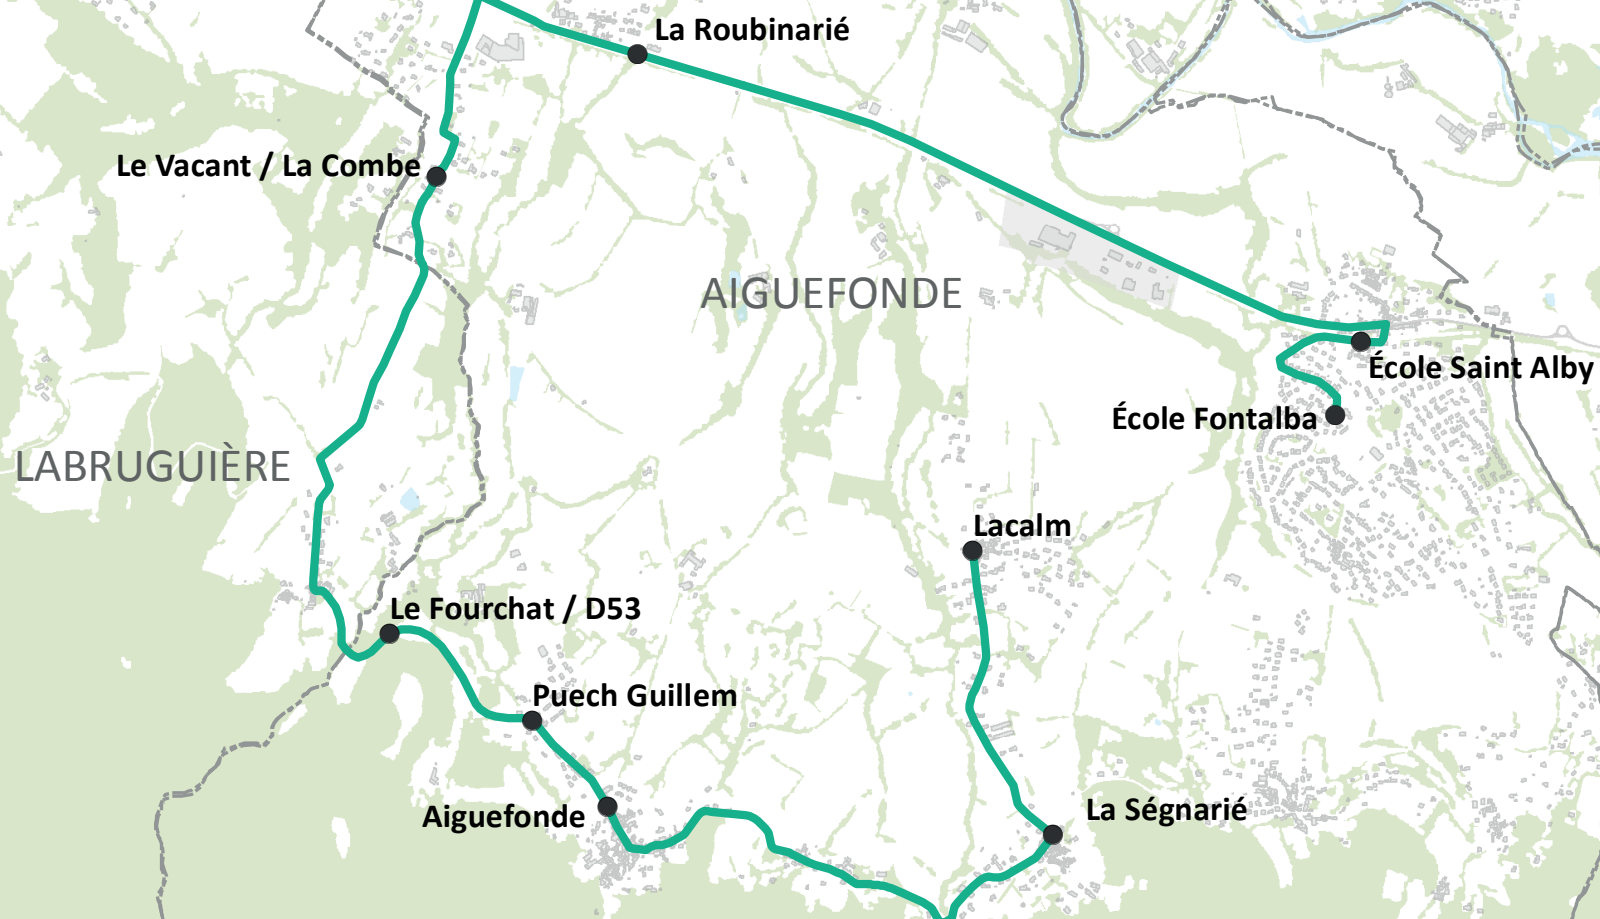 La Roubinarié
Le Vacant / La Combe
AIGUEFONDE
École Saint Alby
École Fontalba
LABRUGUIÈRE
Lacalm
Le Fourchat / D53
Puech Guillem
Aiguefonde
La Ségnarié